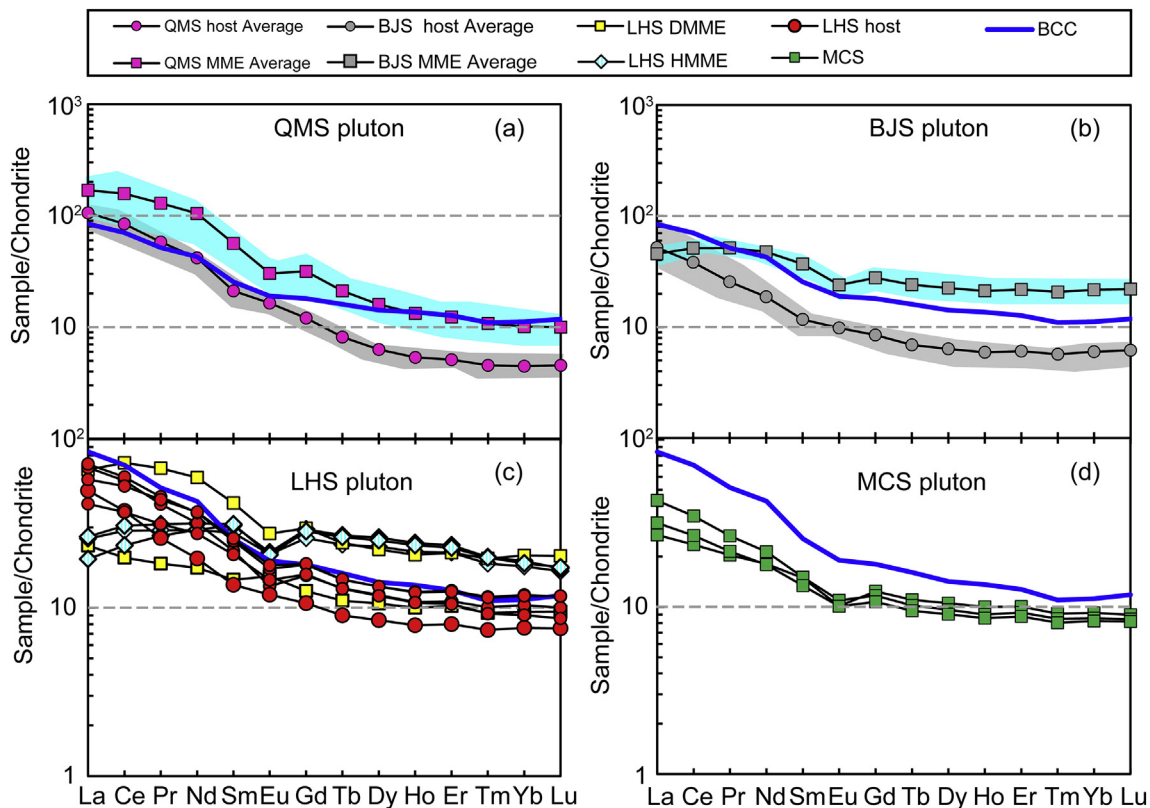 QMS host Average BJS host Average LHS DMME LHS host BCC
QMS MME Average BJS MME Average LHS HMME MCS
10³ 10³
QMS pluton (a) BJS pluton (b)
Sample/Chondrite Sample/Chondrite
10² 10²
10 10
10² 10²
LHS pluton (c) MCS pluton (d)
Sample/Chondrite Sample/Chondrite
10 10
1 1
La Ce Pr Nd Sm Eu Gd Tb Dy Ho Er Tm Yb Lu La Ce Pr Nd Sm Eu Gd Tb Dy Ho Er Tm Yb Lu